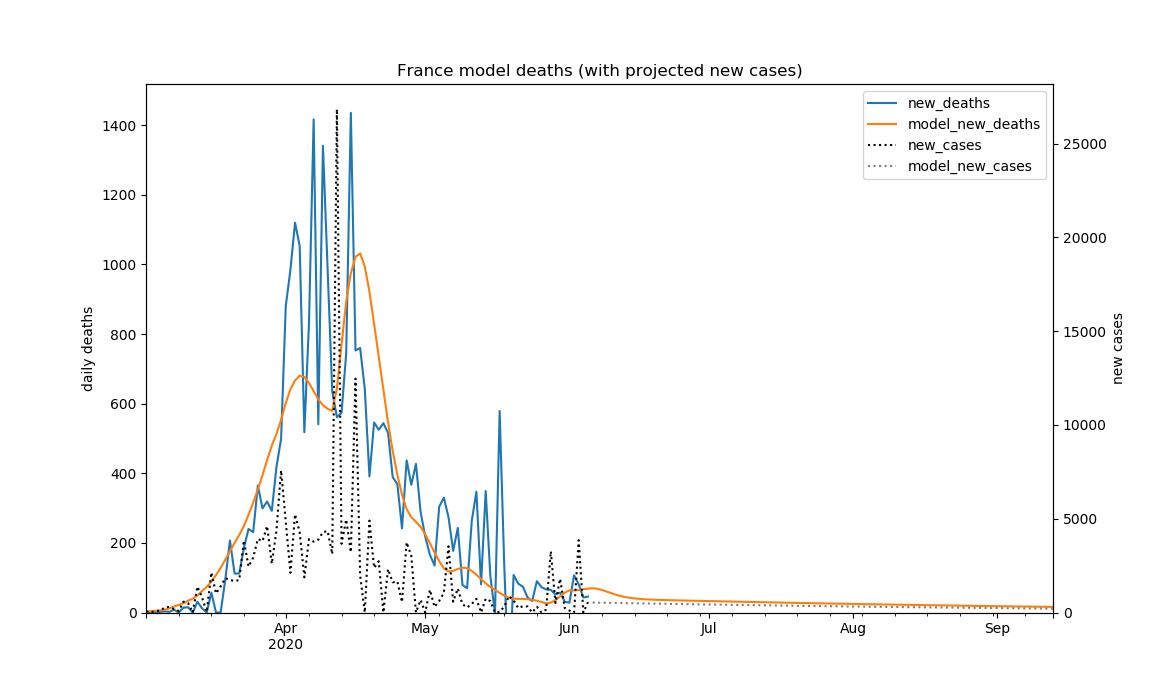 France model deaths (with projected new cases)
new_deaths
model_new_deaths
new_cases
model_new_cases
daily deaths
1400
1200
1000
800
600
400
200
0
25000
20000
15000
10000
5000
0
new cases
Apr May Jun Jul Aug Sep
2020